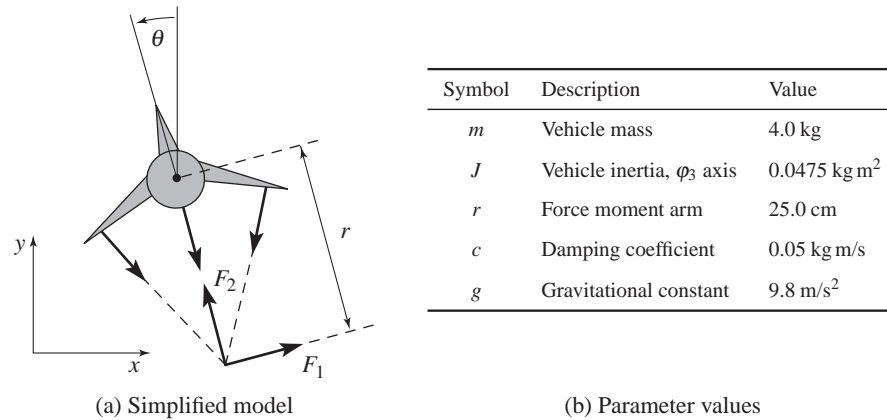 θ
r
y
x
F2
F1
(a) Simplified model
Symbol Description Value
m Vehicle mass 4.0 kg
J Vehicle inertia, φ3 axis 0.0475 kg m²
r Force moment arm 25.0 cm
c Damping coefficient 0.05 kg m/s
g Gravitational constant 9.8 m/s²
(b) Parameter values